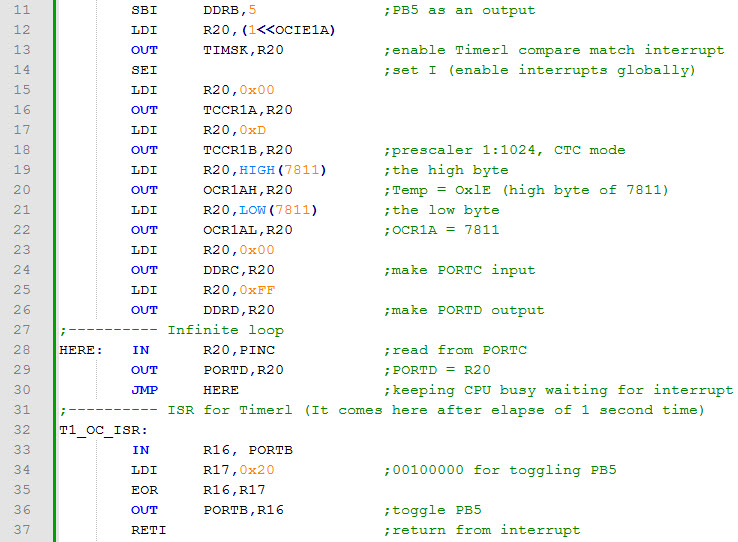 11 SBI DDRB,5 ;PB5 as an output
12 LDI R20,(1<<OCIE1A)
13 OUT TIMSK,R20 ;enable Timerl compare match interrupt
14 SEI ;set I (enable interrupts globally)
15 LDI R20,0x00
16 OUT TCCR1A,R20
17 LDI R20,0xD
18 OUT TCCR1B,R20 ;prescaler 1:1024, CTC mode
19 LDI R20,HIGH(7811) ;the high byte
20 OUT OCR1AH,R20 ;Temp = OxlE (high byte of 7811)
21 LDI R20,LOW(7811) ;the low byte
22 OUT OCR1AL,R20 ;OCR1A = 7811
23 LDI R20,0x00
24 OUT DDRC,R20 ;make PORTC input
25 LDI R20,0xFF
26 OUT DDRD,R20 ;make PORTD output
27 ;---------- Infinite loop
28 HERE: IN R20,PINC ;read from PORTC
29 OUT PORTD,R20 ;PORTD = R20
30 JMP HERE ;keeping CPU busy waiting for interrupt
31 ;---------- ISR for Timerl (It comes here after elapse of 1 second time)
32 T1_OC_ISR:
33 IN R16, PORTB
34 LDI R17,0x20 ;00100000 for toggling PB5
35 EOR R16,R17
36 OUT PORTB,R16 ;toggle PB5
37 RETI ;return from interrupt